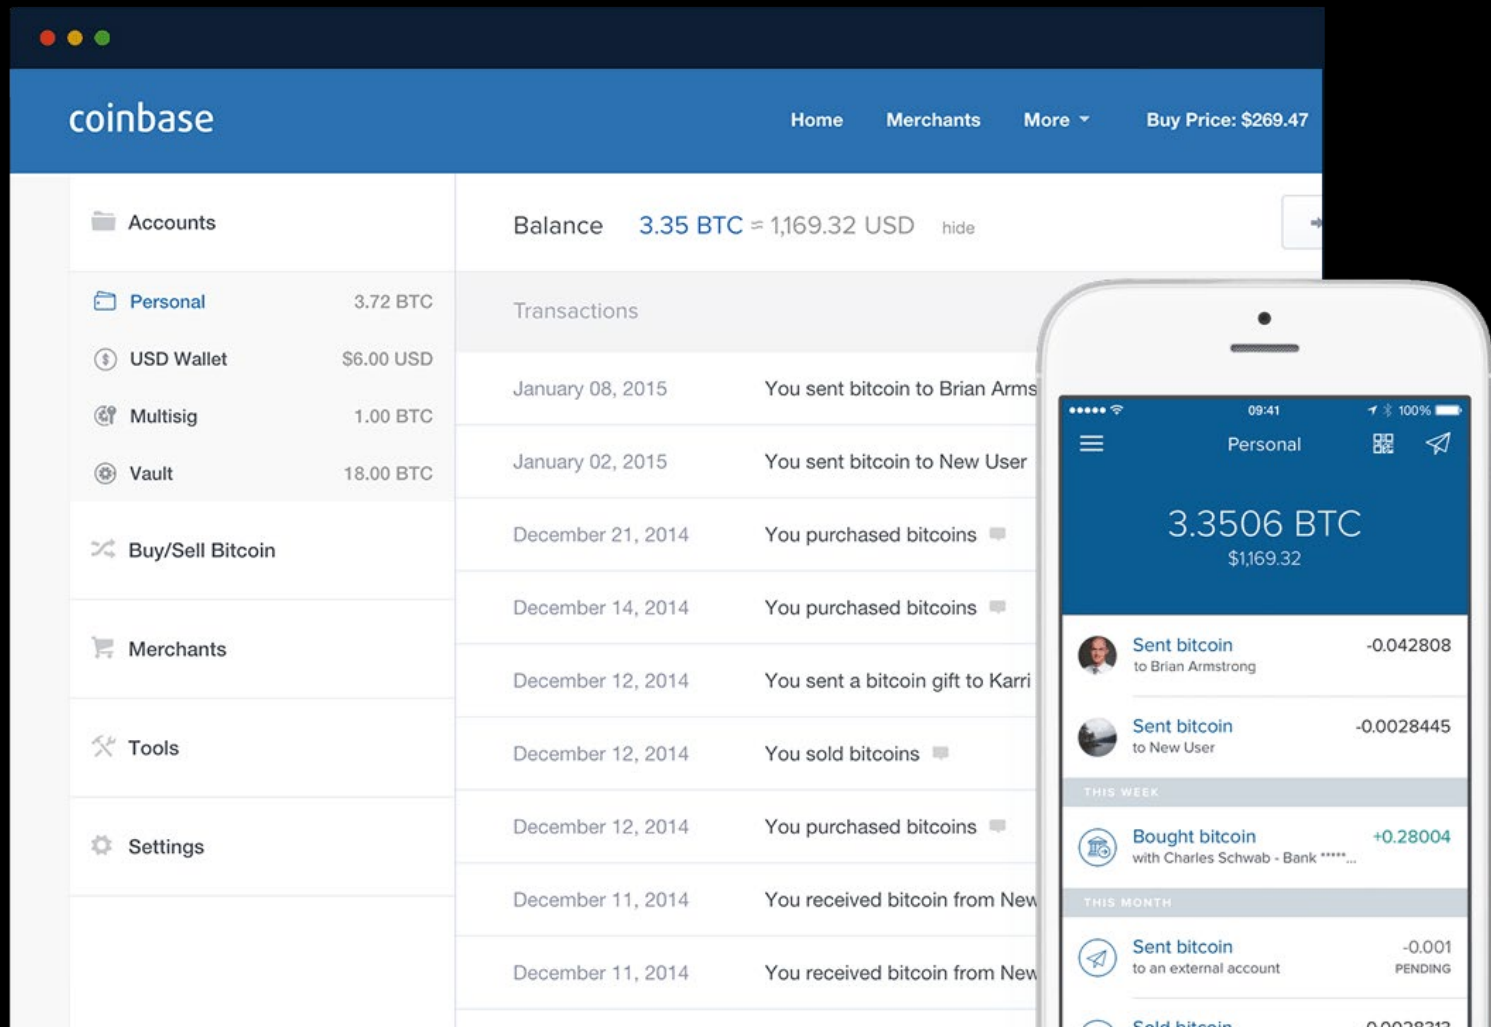 coinbase
Home Merchants More Buy Price: $269.47
Accounts
Personal 3.72 BTC
USD Wallet $6.00 USD
Multisig 1.00 BTC
Vault 18.00 BTC
Buy/Sell Bitcoin
Merchants
Tools
Settings
Balance 3.35 BTC ≈ 1,169.32 USD hide
Transactions
January 08, 2015 You sent bitcoin to Brian Arms
January 02, 2015 You sent bitcoin to New User
December 21, 2014 You purchased bitcoins
December 14, 2014 You purchased bitcoins
December 12, 2014 You sent a bitcoin gift to Karri
December 12, 2014 You sold bitcoins
December 12, 2014 You purchased bitcoins
December 11, 2014 You received bitcoin from New
December 11, 2014 You received bitcoin from New
09:41 100%
Personal
3.3506 BTC
$1,169.32
Sent bitcoin -0.042808
to Brian Armstrong
Sent bitcoin -0.0028445
to New User
THIS WEEK
Bought bitcoin +0.28004
with Charles Schwab - Bank *****...
THIS MONTH
Sent bitcoin -0.001
to an external account PENDING
Sold bitcoin